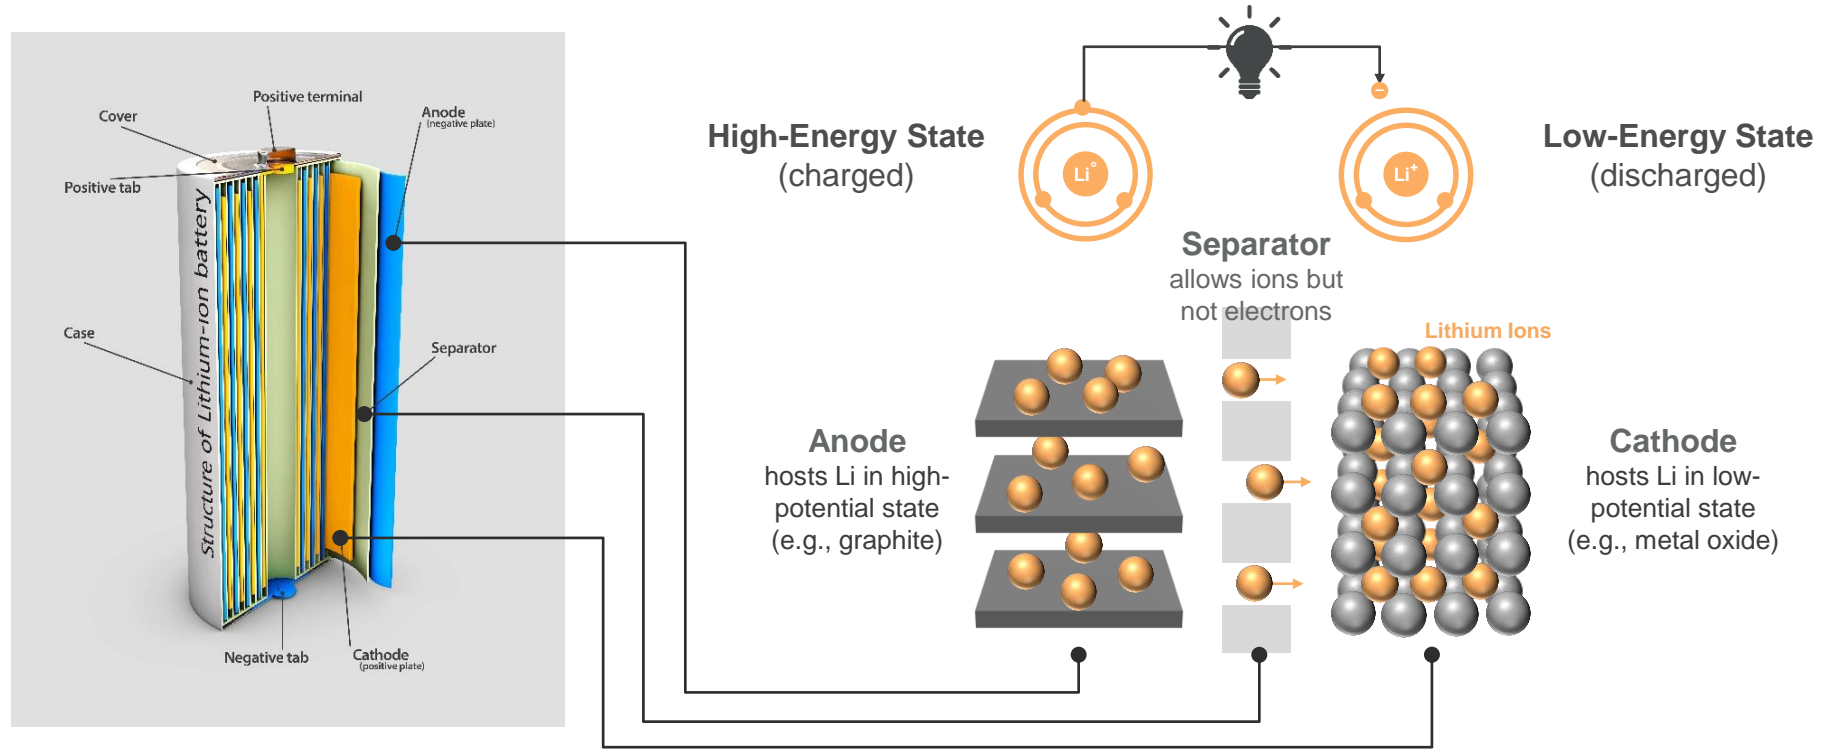 Positive terminal
Cover
Anode
(negative plate)
Positive tab
Structure of Lithium-ion battery
Case
Separator
Negative tab
Cathode
(positive plate)
High-Energy State
(charged)
Li°
Li⁺
−
Low-Energy State
(discharged)
Separator
allows ions but
not electrons
Lithium Ions
Anode
hosts Li in high-
potential state
(e.g., graphite)
Cathode
hosts Li in low-
potential state
(e.g., metal oxide)